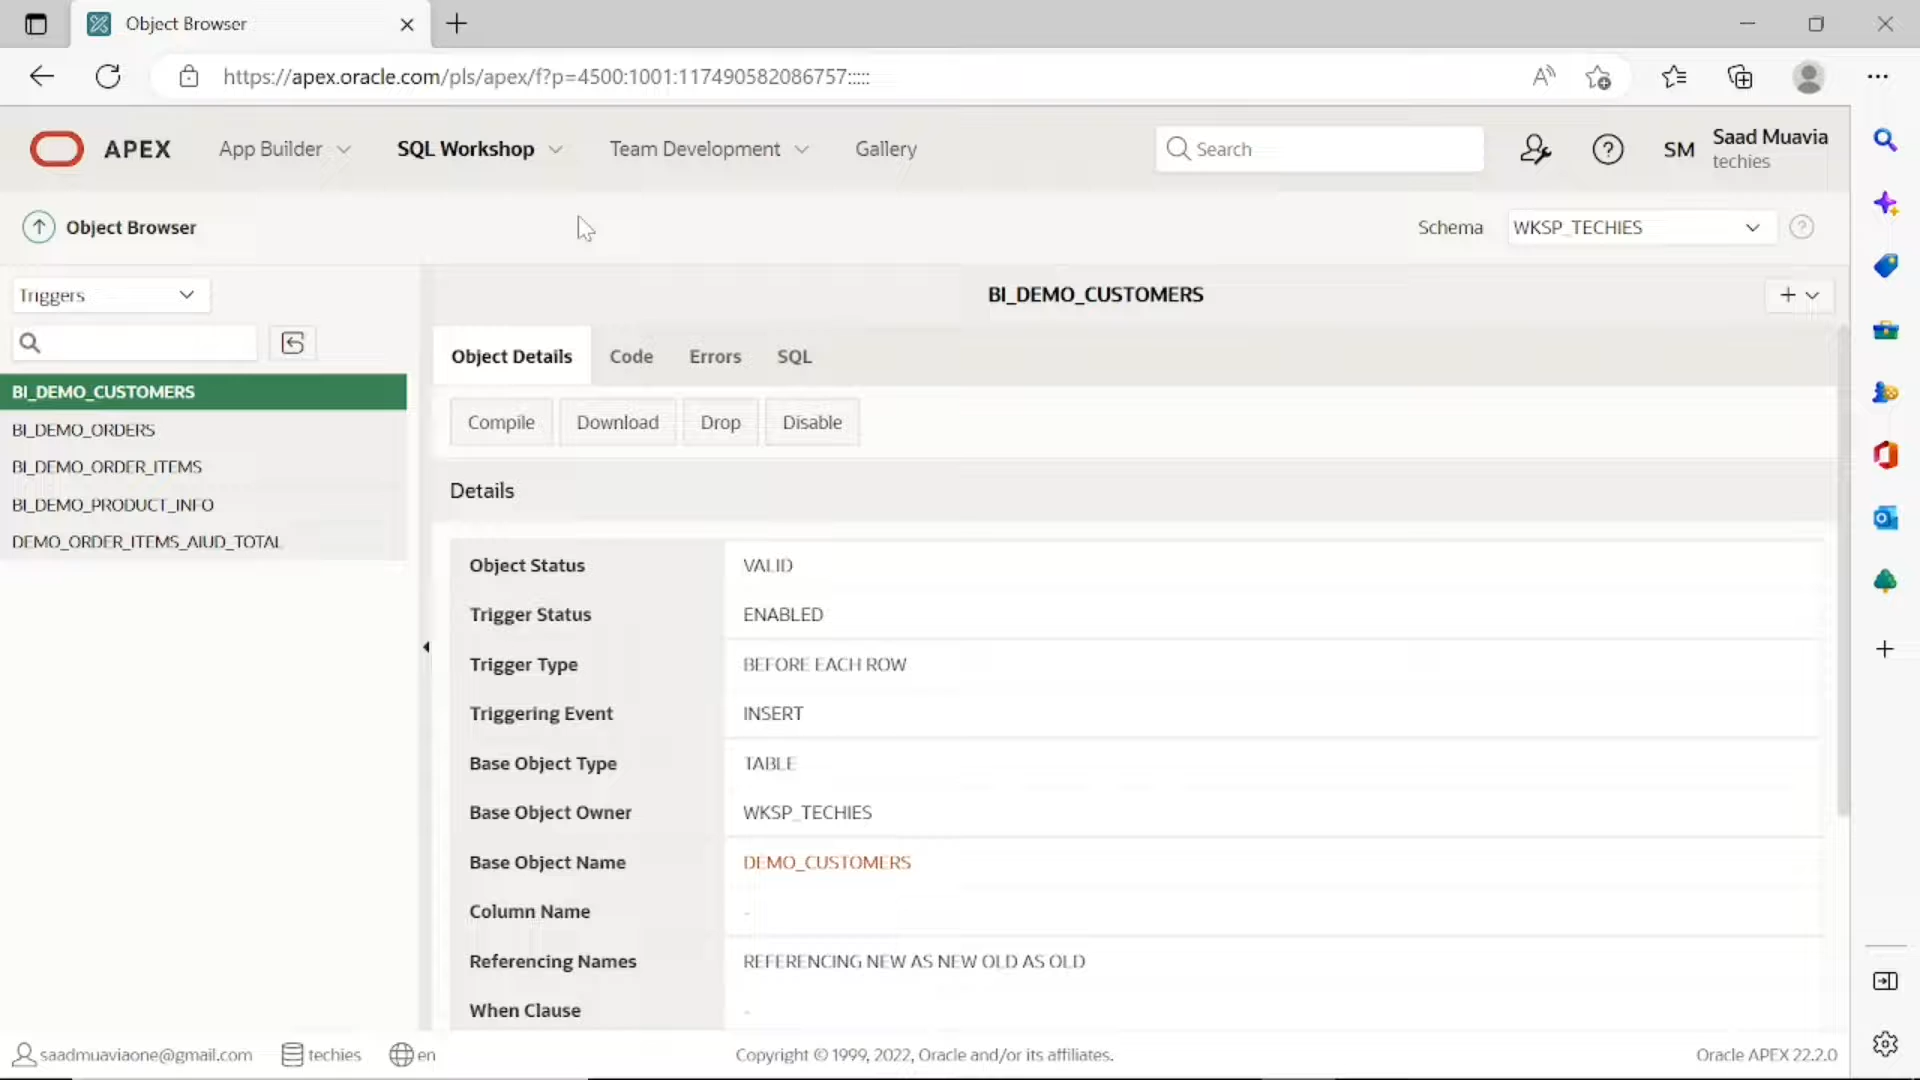 Object Browser
https://apex.oracle.com/pls/apex/f?p=4500:1001:117490582086757:::::
APEX App Builder SQL Workshop Team Development Gallery Search SM Saad Muavia
techies
Object Browser Schema WKSP_TECHIES
Triggers BI_DEMO_CUSTOMERS
Object Details Code Errors SQL
BI_DEMO_CUSTOMERS
BI_DEMO_ORDERS
BI_DEMO_ORDER_ITEMS
BI_DEMO_PRODUCT_INFO
DEMO_ORDER_ITEMS_AIUD_TOTAL
Compile Download Drop Disable
Details
Object Status VALID
Trigger Status ENABLED
Trigger Type BEFORE EACH ROW
Triggering Event INSERT
Base Object Type TABLE
Base Object Owner WKSP_TECHIES
Base Object Name DEMO_CUSTOMERS
Column Name -
Referencing Names REFERENCING NEW AS NEW OLD AS OLD
When Clause -
saadmuaviaone@gmail.com techies en Copyright © 1999, 2022, Oracle and/or its affiliates. Oracle APEX 22.2.0